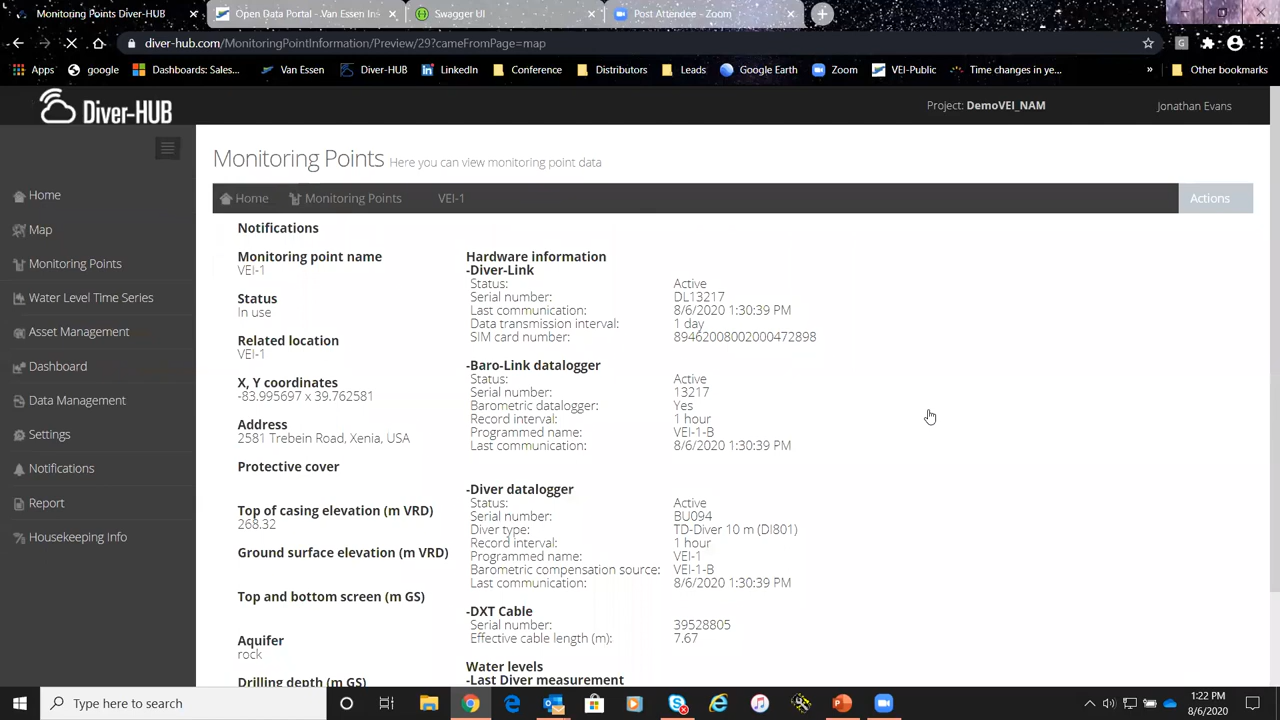 Monitoring Points Diver-HUB
Open Data Portal - Van Essen Ins
Swagger UI
Post Attendee - Zoom
diver-hub.com/MonitoringPointInformation/Preview/29?cameFromPage=map
Apps
google
Dashboards: Sales...
Van Essen
Diver-HUB
LinkedIn
Conference
Distributors
Leads
Google Earth
Zoom
VEI-Public
Time changes in ye...
»
Other bookmarks
Diver-HUB
Project: DemoVEI_NAM
Jonathan Evans
Home
Map
Monitoring Points
Water Level Time Series
Asset Management
Dashboard
Data Management
Settings
Notifications
Report
Housekeeping Info
Monitoring Points Here you can view monitoring point data
Home
Monitoring Points
VEI-1
Actions
Notifications
Monitoring point name
VEI-1
Status
In use
Related location
VEI-1
X, Y coordinates
-83.995697 x 39.762581
Address
2581 Trebein Road, Xenia, USA
Protective cover
Top of casing elevation (m VRD)
268.32
Ground surface elevation (m VRD)
Top and bottom screen (m GS)
Aquifer
rock
Drilling depth (m GS)
Hardware information
-Diver-Link
Status: Active
Serial number: DL13217
Last communication: 8/6/2020 1:30:39 PM
Data transmission interval: 1 day
SIM card number: 89462008002000472898
-Baro-Link datalogger
Status: Active
Serial number: 13217
Barometric datalogger: Yes
Record interval: 1 hour
Programmed name: VEI-1-B
Last communication: 8/6/2020 1:30:39 PM
-Diver datalogger
Status: Active
Serial number: BU094
Diver type: TD-Diver 10 m (DI801)
Record interval: 1 hour
Programmed name: VEI-1
Barometric compensation source: VEI-1-B
Last communication: 8/6/2020 1:30:39 PM
-DXT Cable
Serial number: 39528805
Effective cable length (m): 7.67
Water levels
-Last Diver measurement
Type here to search
1:22 PM
8/6/2020